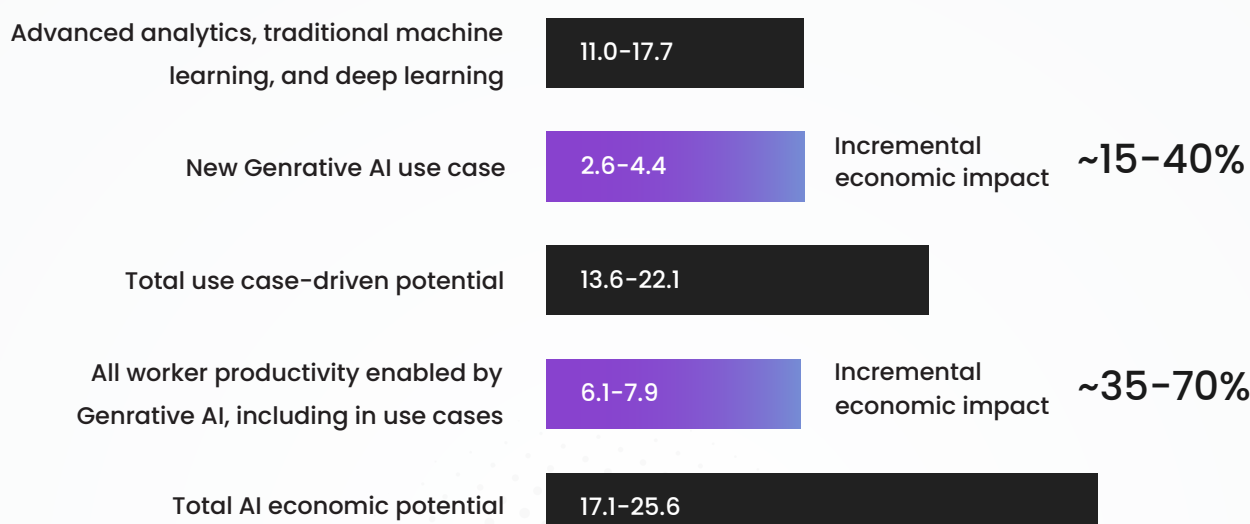 Advanced analytics, traditional machine
learning, and deep learning
11.0-17.7
New Genrative AI use case
2.6-4.4
Incremental
economic impact
~15-40%
Total use case-driven potential
13.6-22.1
All worker productivity enabled by
Genrative AI, including in use cases
6.1-7.9
Incremental
economic impact
~35-70%
Total AI economic potential
17.1-25.6